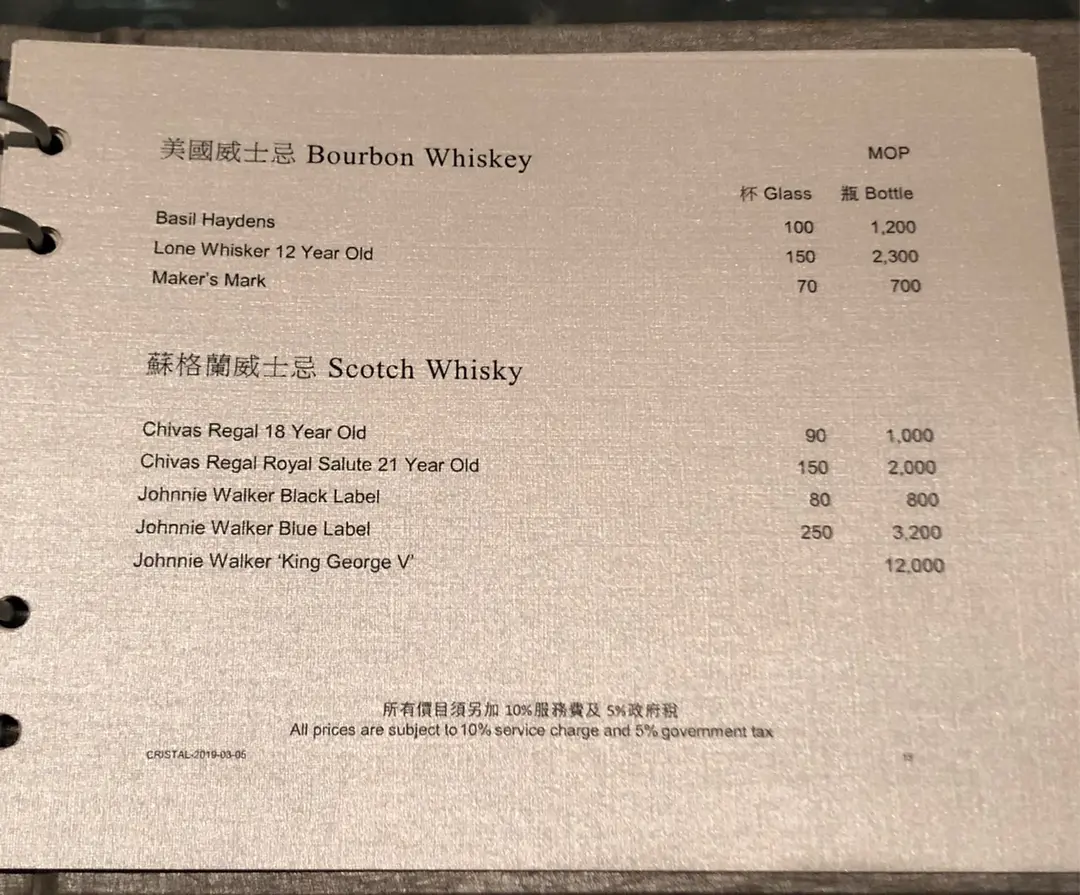 美國威士忌 Bourbon Whiskey MOP
杯 Glass 瓶 Bottle
Basil Haydens 100 1,200
Lone Whisker 12 Year Old 150 2,300
Maker's Mark 70 700
蘇格蘭威士忌 Scotch Whisky
Chivas Regal 18 Year Old 90 1,000
Chivas Regal Royal Salute 21 Year Old 150 2,000
Johnnie Walker Black Label 80 800
Johnnie Walker Blue Label 250 3,200
Johnnie Walker ‘King George V’ 12,000
所有價目須另加 10%服務費及 5%政府稅
All prices are subject to 10% service charge and 5% government tax
CRISTAL-2019-03-05